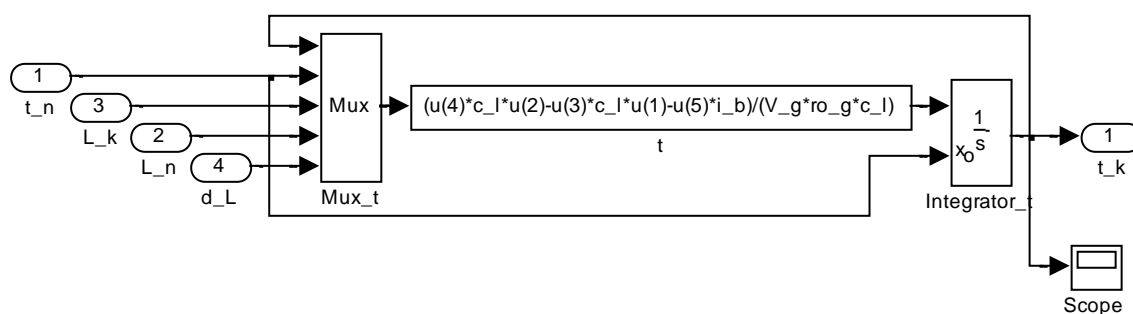 1
t_n
3
L_k
2
L_n
4
d_L
Mux
Mux_t
(u(4)*c_l*u(2)-u(3)*c_l*u(1)-u(5)*i_b)/(V_g*ro_g*c_l)
t
1
s
xo
Integrator_t
1
t_k
Scope